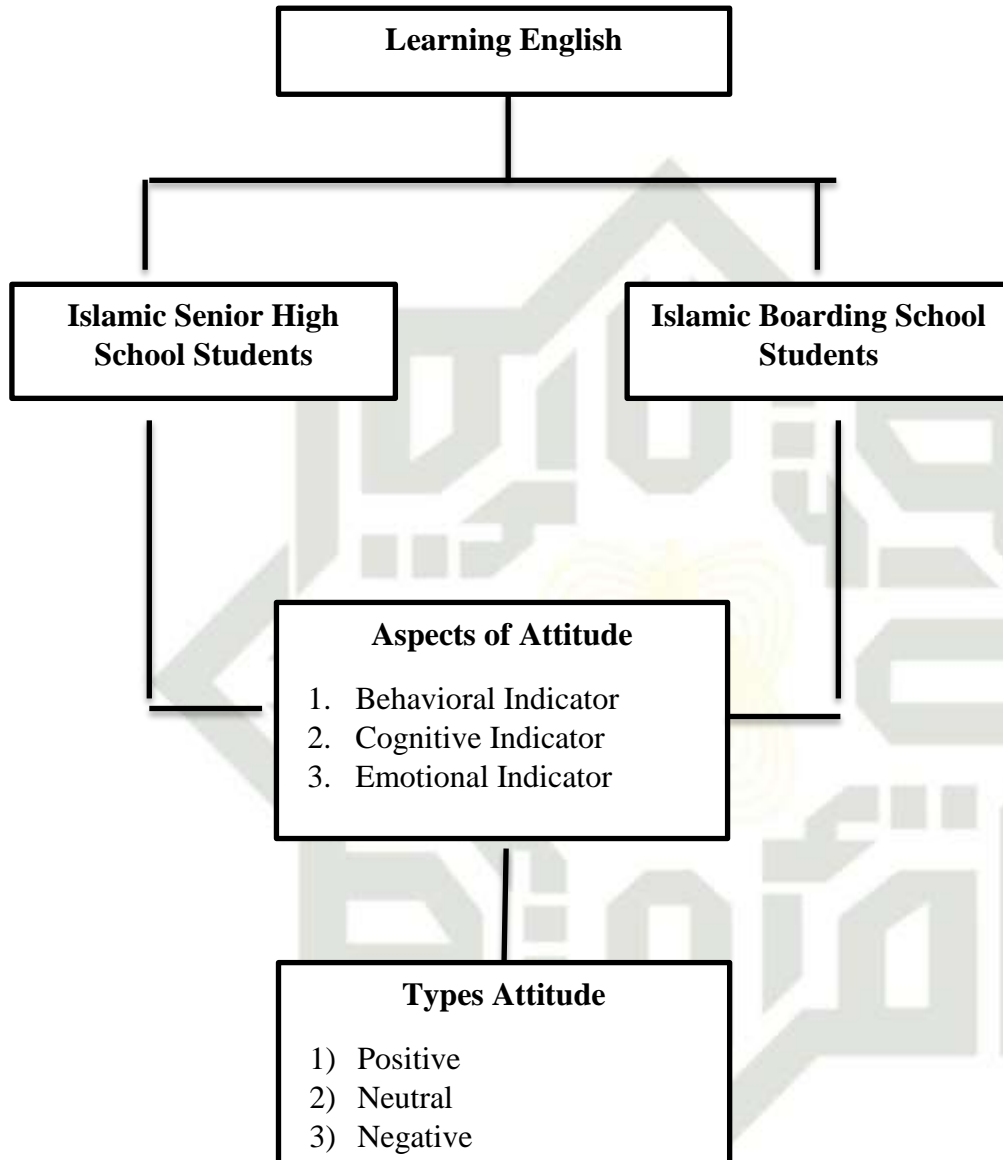 Learning English
Islamic Senior High
School Students
Islamic Boarding School
Students
Aspects of Attitude
1. Behavioral Indicator
2. Cognitive Indicator
3. Emotional Indicator
Types Attitude
1) Positive
2) Neutral
3) Negative